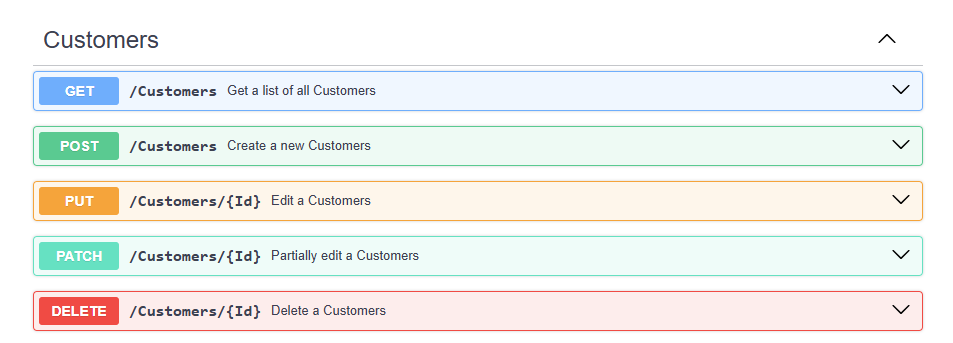 Customers
GET /Customers Get a list of all Customers
POST /Customers Create a new Customers
PUT /Customers/{Id} Edit a Customers
PATCH /Customers/{Id} Partially edit a Customers
DELETE /Customers/{Id} Delete a Customers